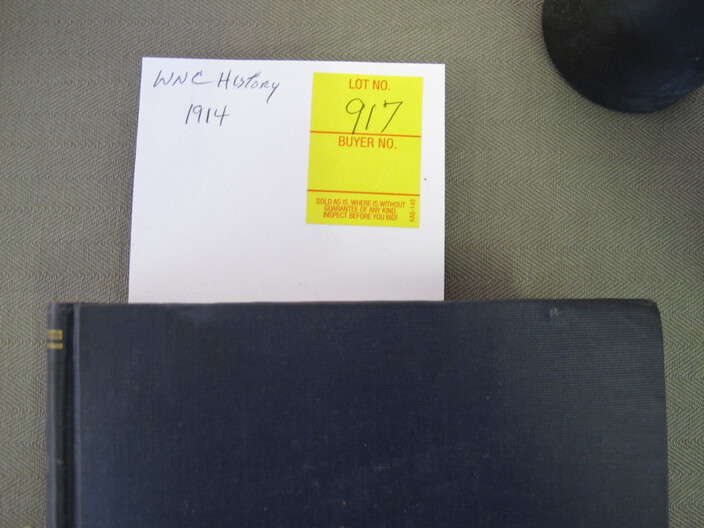 WNC History
1914
LOT NO.
917
BUYER NO.
SOLD AS IS, WHERE IS WITHOUT
GUARANTEE OF ANY KIND.
INSPECT BEFORE YOU BID!